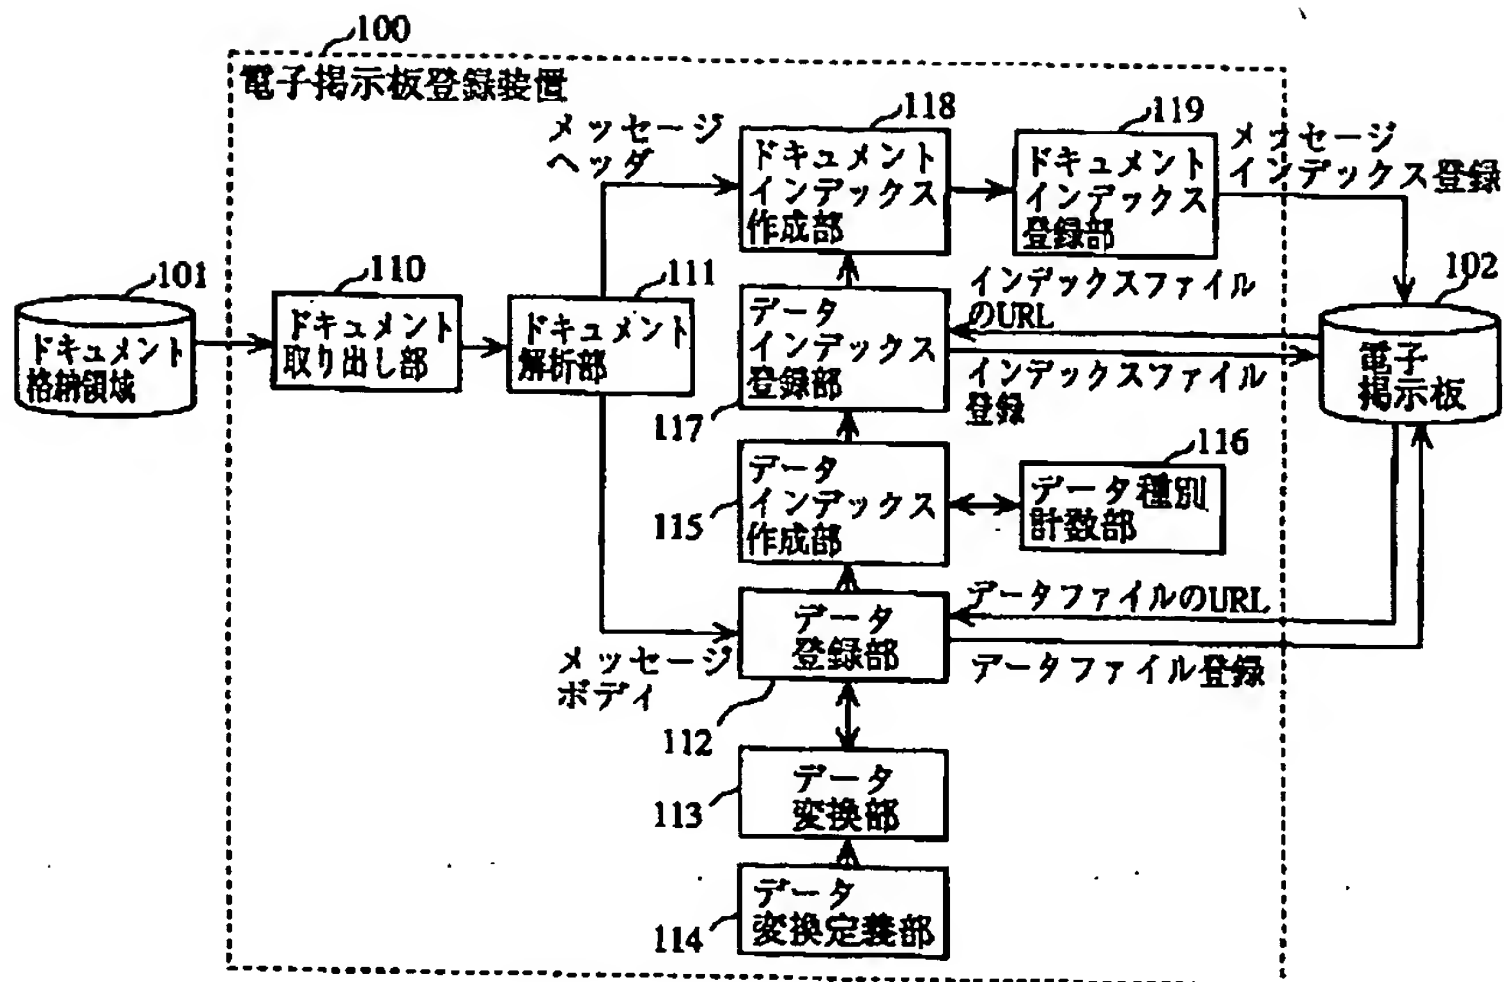 100
電子掲示板登録装置
メッセージ
ヘッダ
118
ドキュメント
インデックス
作成部
119
ドキュメント
インデックス
登録部
メッセージ
インデックス登録
101
ドキュメント
格納領域
110
ドキュメント
取り出し部
111
ドキュメント
解析部
データ
インデックス
登録部
117
インデックスファイル
のURL
インデックスファイル
登録
102
電子
掲示板
データ
インデックス
作成部
115
116
データ種別
計数部
メッセージ
ボディ
データ
登録部
112
データファイルのURL
データファイル登録
データ
変換部
113
データ
変換定義部
114